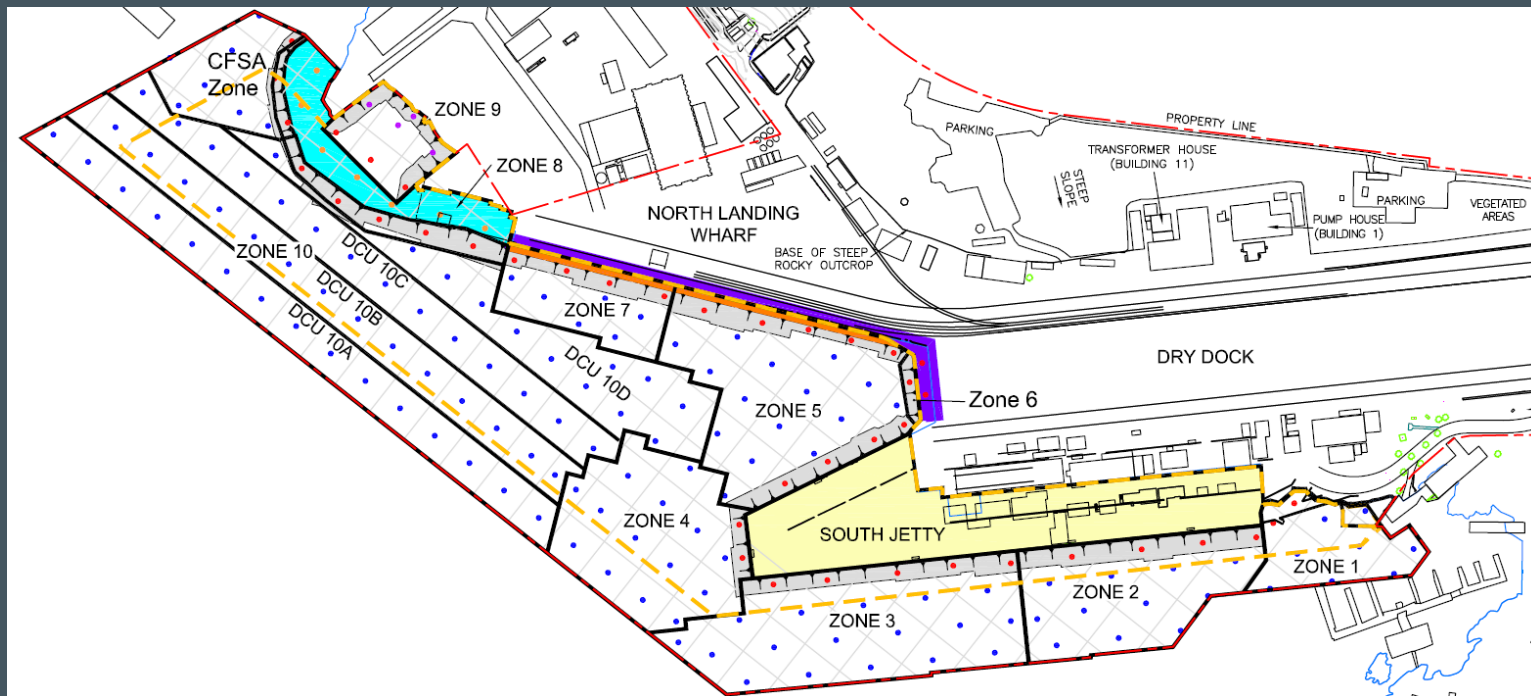 CFSA
Zone
ZONE 9
ZONE 8
PARKING
PROPERTY LINE
TRANSFORMER HOUSE
(BUILDING 11)
STEEP
SLOPE
PARKING
VEGETATED
AREAS
PUMP HOUSE
(BUILDING 1)
NORTH LANDING
WHARF
BASE OF STEEP
ROCKY OUTCROP
ZONE 10
DCU 10C
DCU 10B
DCU 10A
ZONE 7
DCU 10D
DRY DOCK
ZONE 5
Zone 6
ZONE 4
SOUTH JETTY
ZONE 1
ZONE 2
ZONE 3